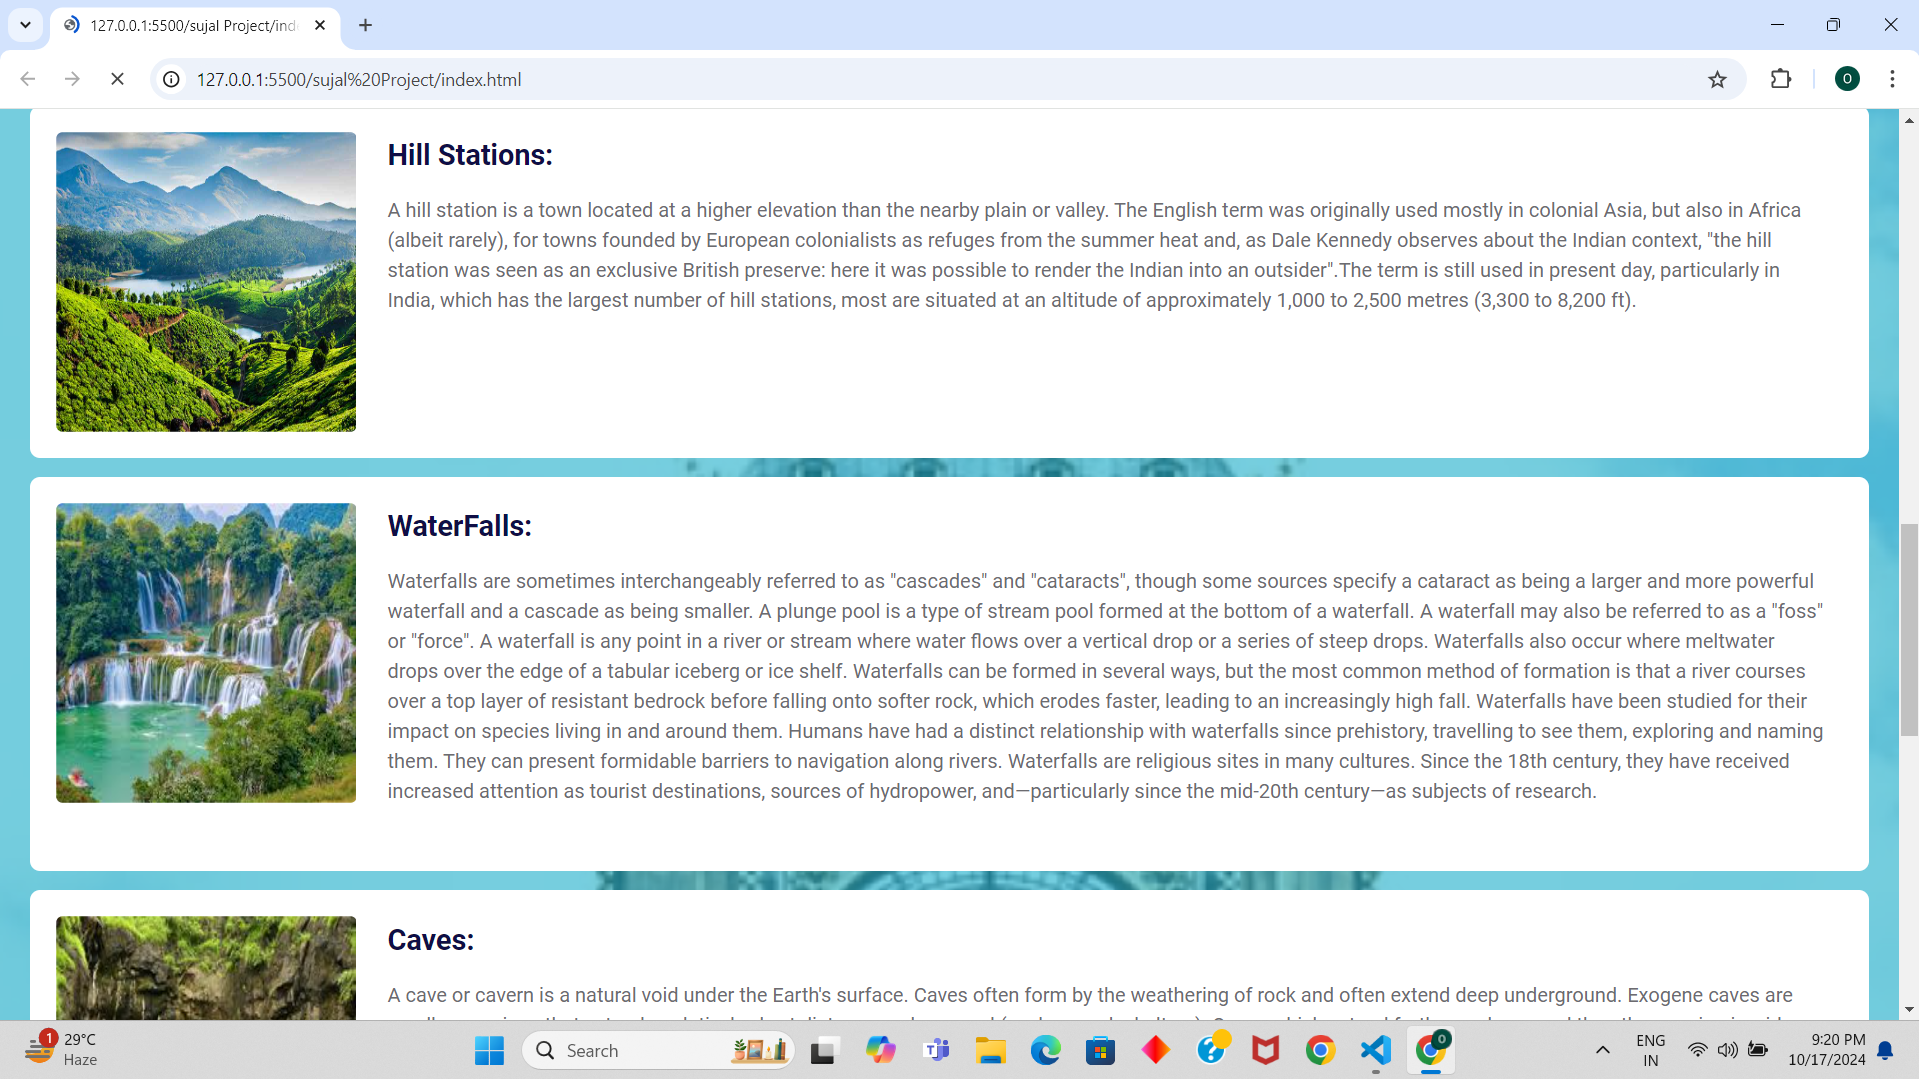 127.0.0.1:5500/sujal Project/ind
127.0.0.1:5500/sujal%20Project/index.html
O
Hill Stations:
A hill station is a town located at a higher elevation than the nearby plain or valley. The English term was originally used mostly in colonial Asia, but also in Africa
(albeit rarely), for towns founded by European colonialists as refuges from the summer heat and, as Dale Kennedy observes about the Indian context, "the hill
station was seen as an exclusive British preserve: here it was possible to render the Indian into an outsider".The term is still used in present day, particularly in
India, which has the largest number of hill stations, most are situated at an altitude of approximately 1,000 to 2,500 metres (3,300 to 8,200 ft).
WaterFalls:
Waterfalls are sometimes interchangeably referred to as "cascades" and "cataracts", though some sources specify a cataract as being a larger and more powerful
waterfall and a cascade as being smaller. A plunge pool is a type of stream pool formed at the bottom of a waterfall. A waterfall may also be referred to as a "foss"
or "force". A waterfall is any point in a river or stream where water flows over a vertical drop or a series of steep drops. Waterfalls also occur where meltwater
drops over the edge of a tabular iceberg or ice shelf. Waterfalls can be formed in several ways, but the most common method of formation is that a river courses
over a top layer of resistant bedrock before falling onto softer rock, which erodes faster, leading to an increasingly high fall. Waterfalls have been studied for their
impact on species living in and around them. Humans have had a distinct relationship with waterfalls since prehistory, travelling to see them, exploring and naming
them. They can present formidable barriers to navigation along rivers. Waterfalls are religious sites in many cultures. Since the 18th century, they have received
increased attention as tourist destinations, sources of hydropower, and—particularly since the mid-20th century—as subjects of research.
Caves:
A cave or cavern is a natural void under the Earth's surface. Caves often form by the weathering of rock and often extend deep underground. Exogene caves are
1
29°C
Haze
Search
ENG
IN
9:20 PM
10/17/2024